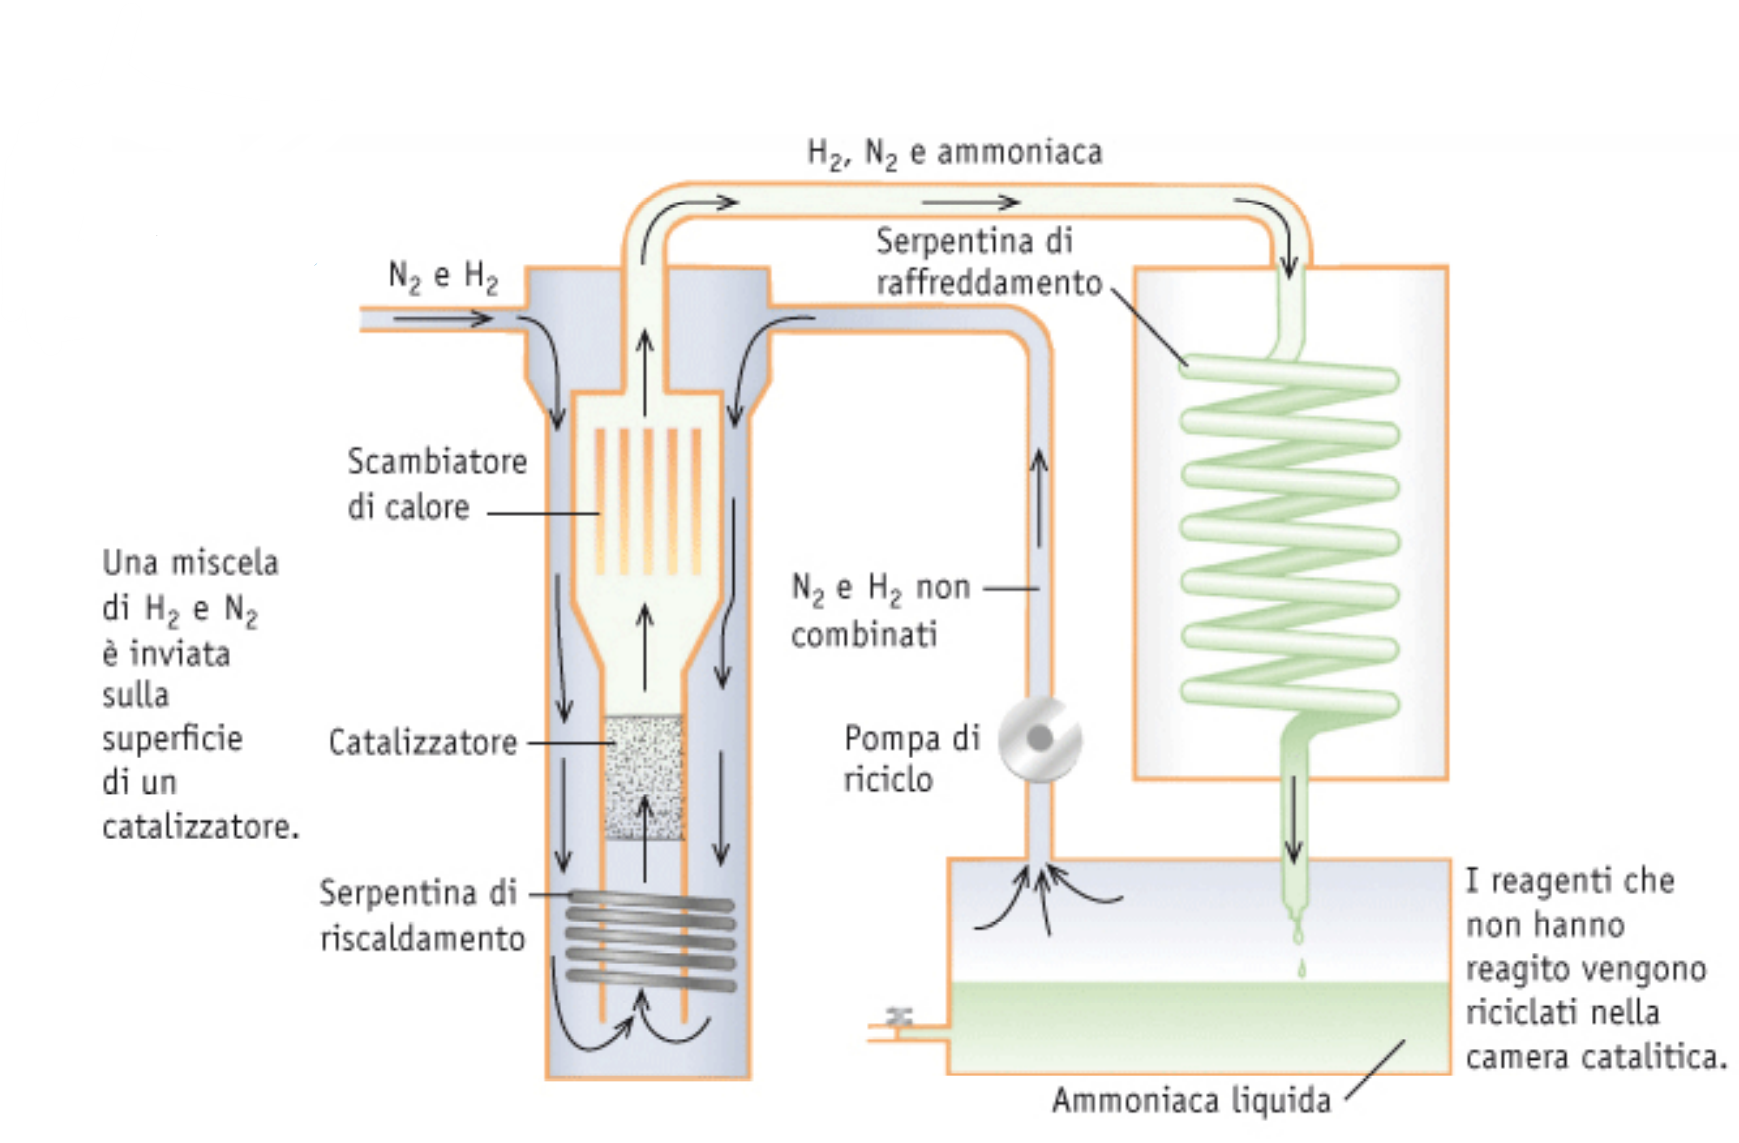 H₂, N₂ e ammoniaca
N₂ e H₂
Serpentina di
raffreddamento
Scambiatore
di calore
Una miscela
di H₂ e N₂
è inviata
sulla
superficie
di un
catalizzatore.
N₂ e H₂ non
combinati
Catalizzatore
Pompa di
riciclo
Serpentina di
riscaldamento
I reagenti che
non hanno
reagito vengono
riciclati nella
camera catalitica.
Ammoniaca liquida